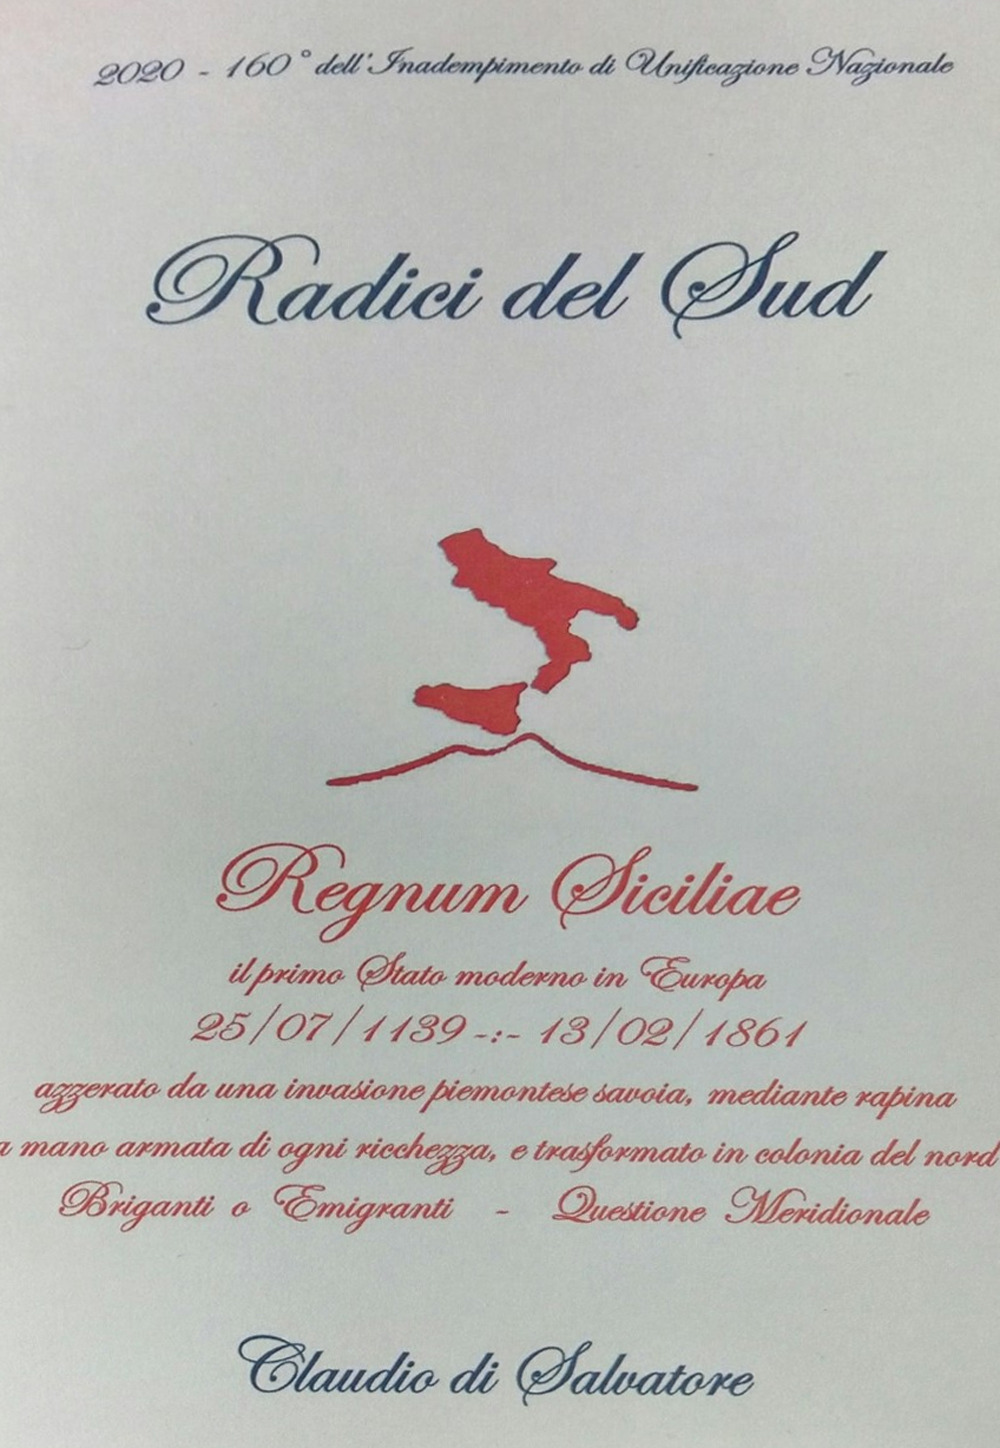 2020 - 160° dell'Inadempimento di Unificazione Nazionale
Radici del Sud
Regnum Siciliae
il primo Stato moderno in Europa
25/07/1139 -:- 13/02/1861
azzerato da una invasione piemontese savoia, mediante rapina
a mano armata di ogni ricchezza, e trasformato in colonia del nord
Briganti o Emigranti - Questione Meridionale
Claudio di Salvatore